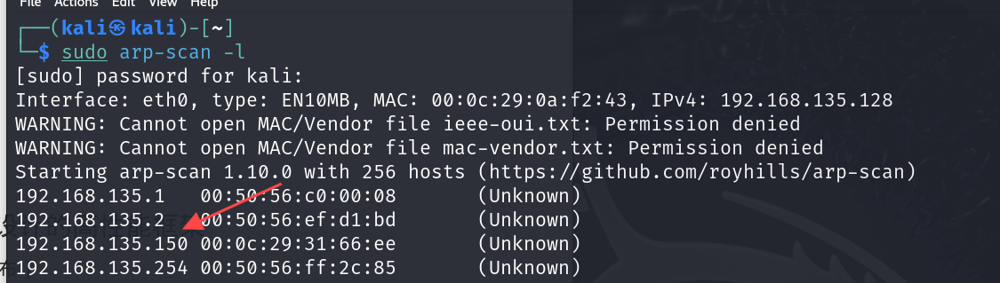 File Actions Edit View Help
┌──(kali㉿kali)-[~]
└─$ sudo arp-scan -l
[sudo] password for kali:
Interface: eth0, type: EN10MB, MAC: 00:0c:29:0a:f2:43, IPv4: 192.168.135.128
WARNING: Cannot open MAC/Vendor file ieee-oui.txt: Permission denied
WARNING: Cannot open MAC/Vendor file mac-vendor.txt: Permission denied
Starting arp-scan 1.10.0 with 256 hosts (https://github.com/royhills/arp-scan)
192.168.135.1 00:50:56:c0:00:08 (Unknown)
192.168.135.2 00:50:56:ef:d1:bd (Unknown)
192.168.135.150 00:0c:29:31:66:ee (Unknown)
192.168.135.254 00:50:56:ff:2c:85 (Unknown)